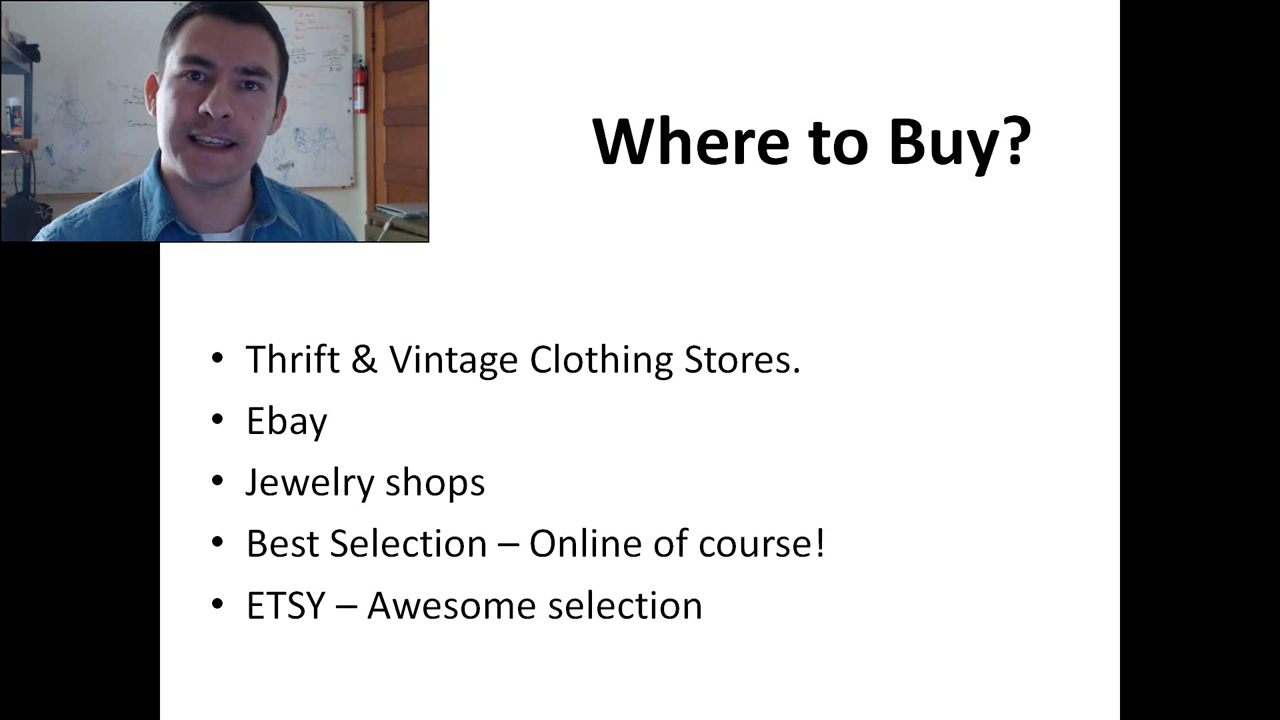 Where to Buy?
• Thrift & Vintage Clothing Stores.
• Ebay
• Jewelry shops
• Best Selection – Online of course!
• ETSY – Awesome selection